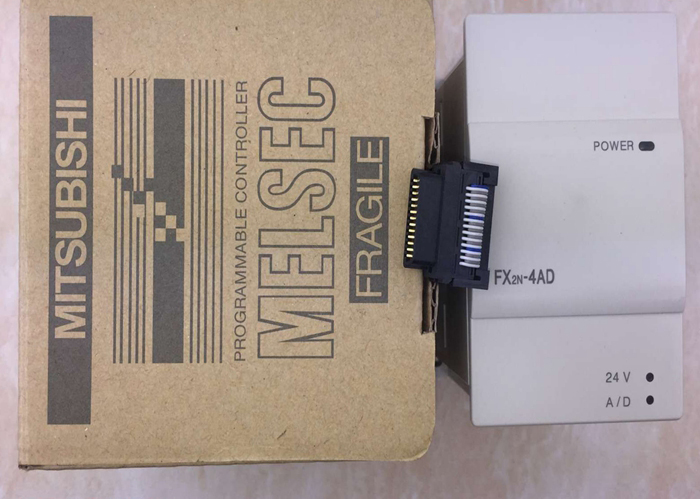 MITSUBISHI
PROGRAMMABLE CONTROLLER
MELSEC
FRAGILE
POWER
FX2N-4AD
24 V
A/D